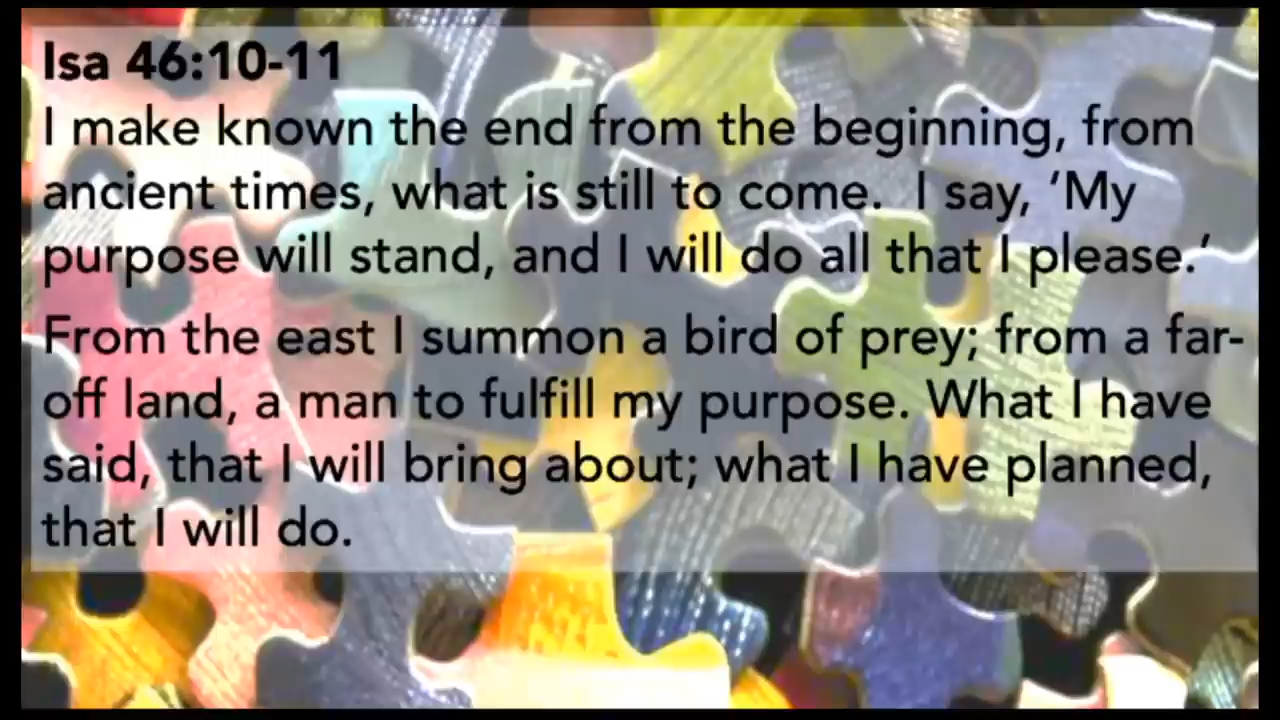 Isa 46:10-11
I make known the end from the beginning, from
ancient times, what is still to come.  I say, ‘My
purpose will stand, and I will do all that I please.’
From the east I summon a bird of prey; from a far-
off land, a man to fulfill my purpose. What I have
said, that I will bring about; what I have planned,
that I will do.